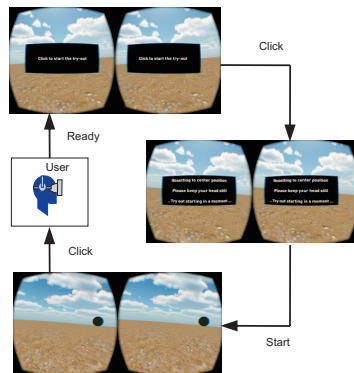 Click to start the try-out
Click to start the try-out
Click
Ready
User
Resetting to center position
Please keep your head still
.. Try out starting in a moment ...
Resetting to center position
Please keep your head still
.. Try out starting in a moment ...
Click
Start